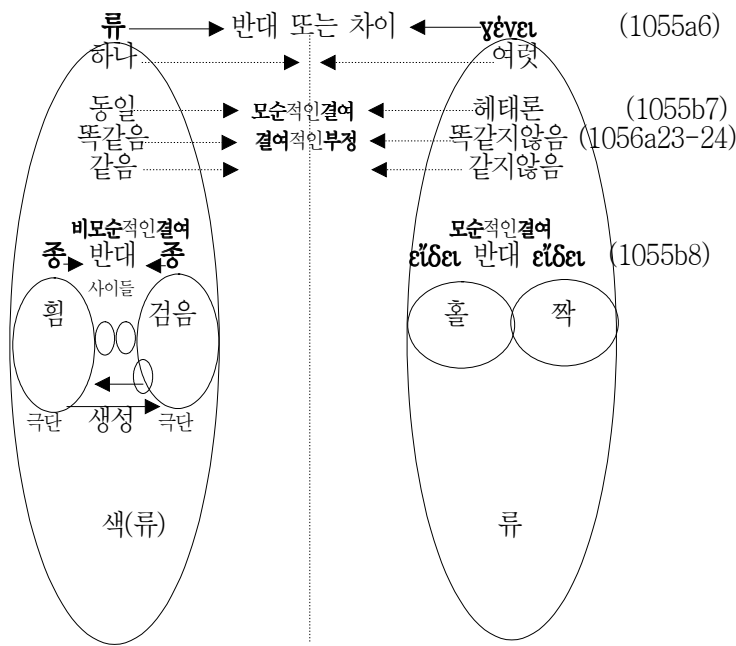 류 반대 또는 차이 γένει (1055a6)
하나 여럿
동일 모순적인결여 헤태론 (1055b7)
똑같음 결여적인부정 똑같지않음 (1056a23-24)
같음 같지않음
비모순적인결여 모순적인결여
종 반대 종 εἴδει 반대 εἴδει (1055b8)
사이들
흼 검음 홀 짝
극단 생성 극단
색(류) 류